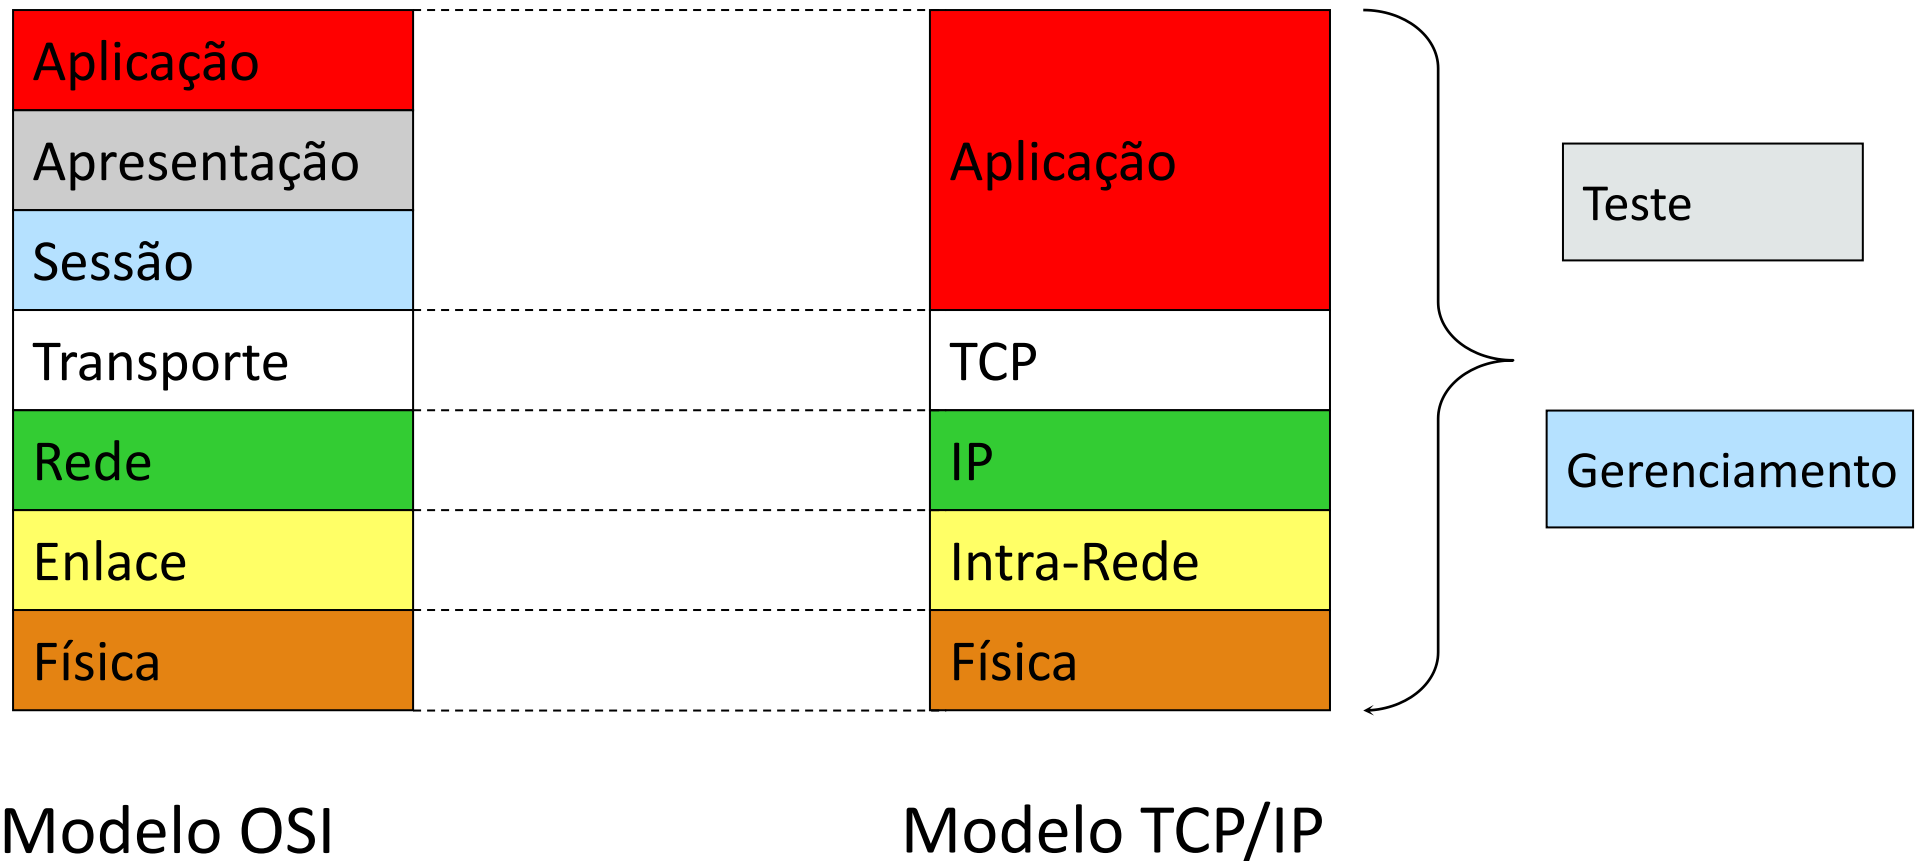 Aplicação
Apresentação
Sessão
Transporte
Rede
Enlace
Física
Modelo OSI
Aplicação
TCP
IP
Intra-Rede
Física
Modelo TCP/IP
Teste
Gerenciamento